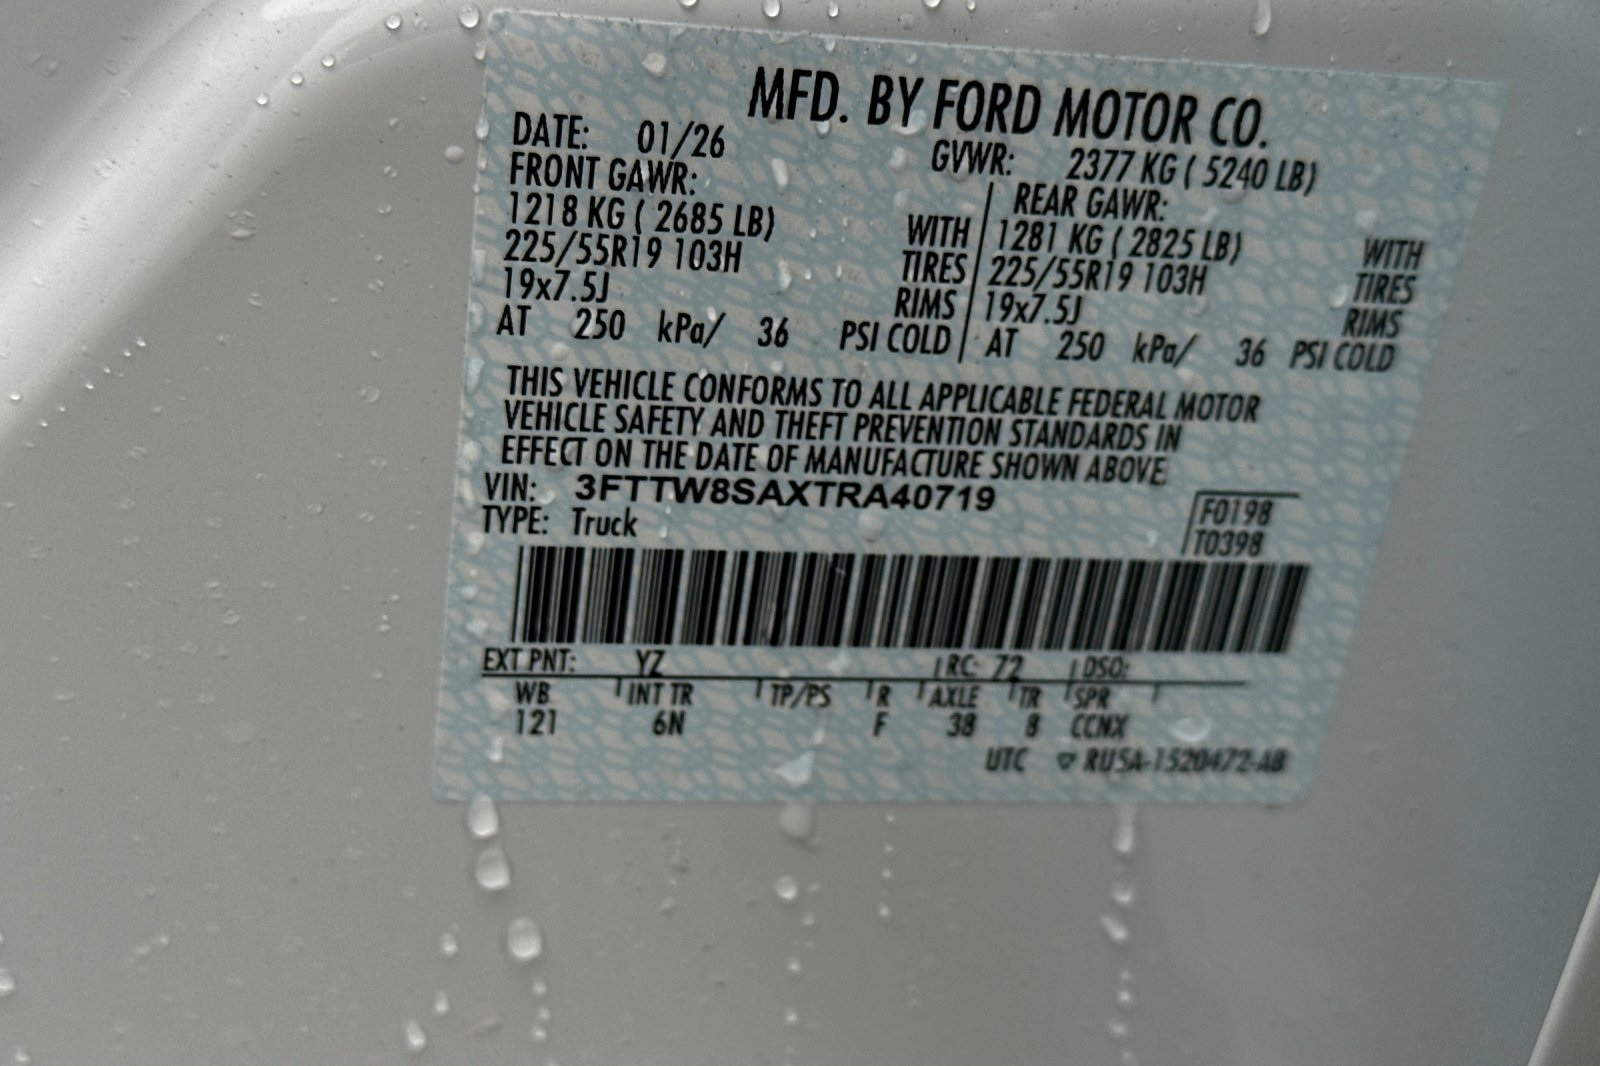 MFD. BY FORD MOTOR CO.
DATE: 01/26 GVWR: 2377 KG ( 5240 LB)
FRONT GAWR: REAR GAWR:
1218 KG ( 2685 LB) WITH 1281 KG ( 2825 LB) WITH
225/55R19 103H TIRES 225/55R19 103H TIRES
19x7.5J RIMS 19x7.5J RIMS
AT 250 kPa/ 36 PSI COLD AT 250 kPa/ 36 PSI COLD
THIS VEHICLE CONFORMS TO ALL APPLICABLE FEDERAL MOTOR
VEHICLE SAFETY AND THEFT PREVENTION STANDARDS IN
EFFECT ON THE DATE OF MANUFACTURE SHOWN ABOVE
VIN: 3FTTW8SAXTRA40719 F0198
TYPE: Truck T0398
EXT PNT: YZ RC: 72 DSO:
WB INT TR TP/PS R AXLE TR SPR
121 6N F 38 8 CCNX
UTC RU5A-1520472-AB